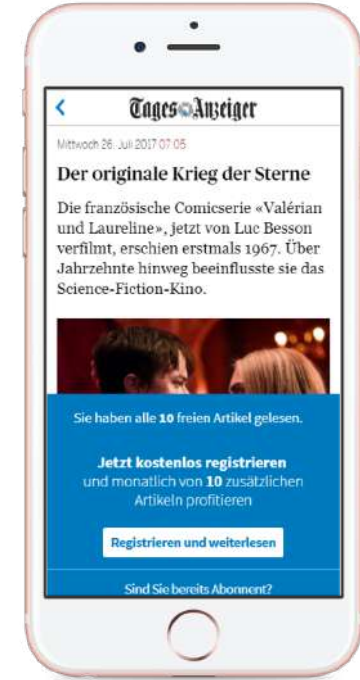 Tages Anzeiger
Mittwoch 26. Juli 2017 07:05
Der originale Krieg der Sterne
Die französische Comicserie «Valérian
und Laureline», jetzt von Luc Besson
verfilmt, erschien erstmals 1967. Über
Jahrzehnte hinweg beeinflusste sie das
Science-Fiction-Kino.
Sie haben alle 10 freien Artikel gelesen.
Jetzt kostenlos registrieren
und monatlich von 10 zusätzlichen
Artikeln profitieren
Registrieren und weiterlesen
Sind Sie bereits Abonnent?